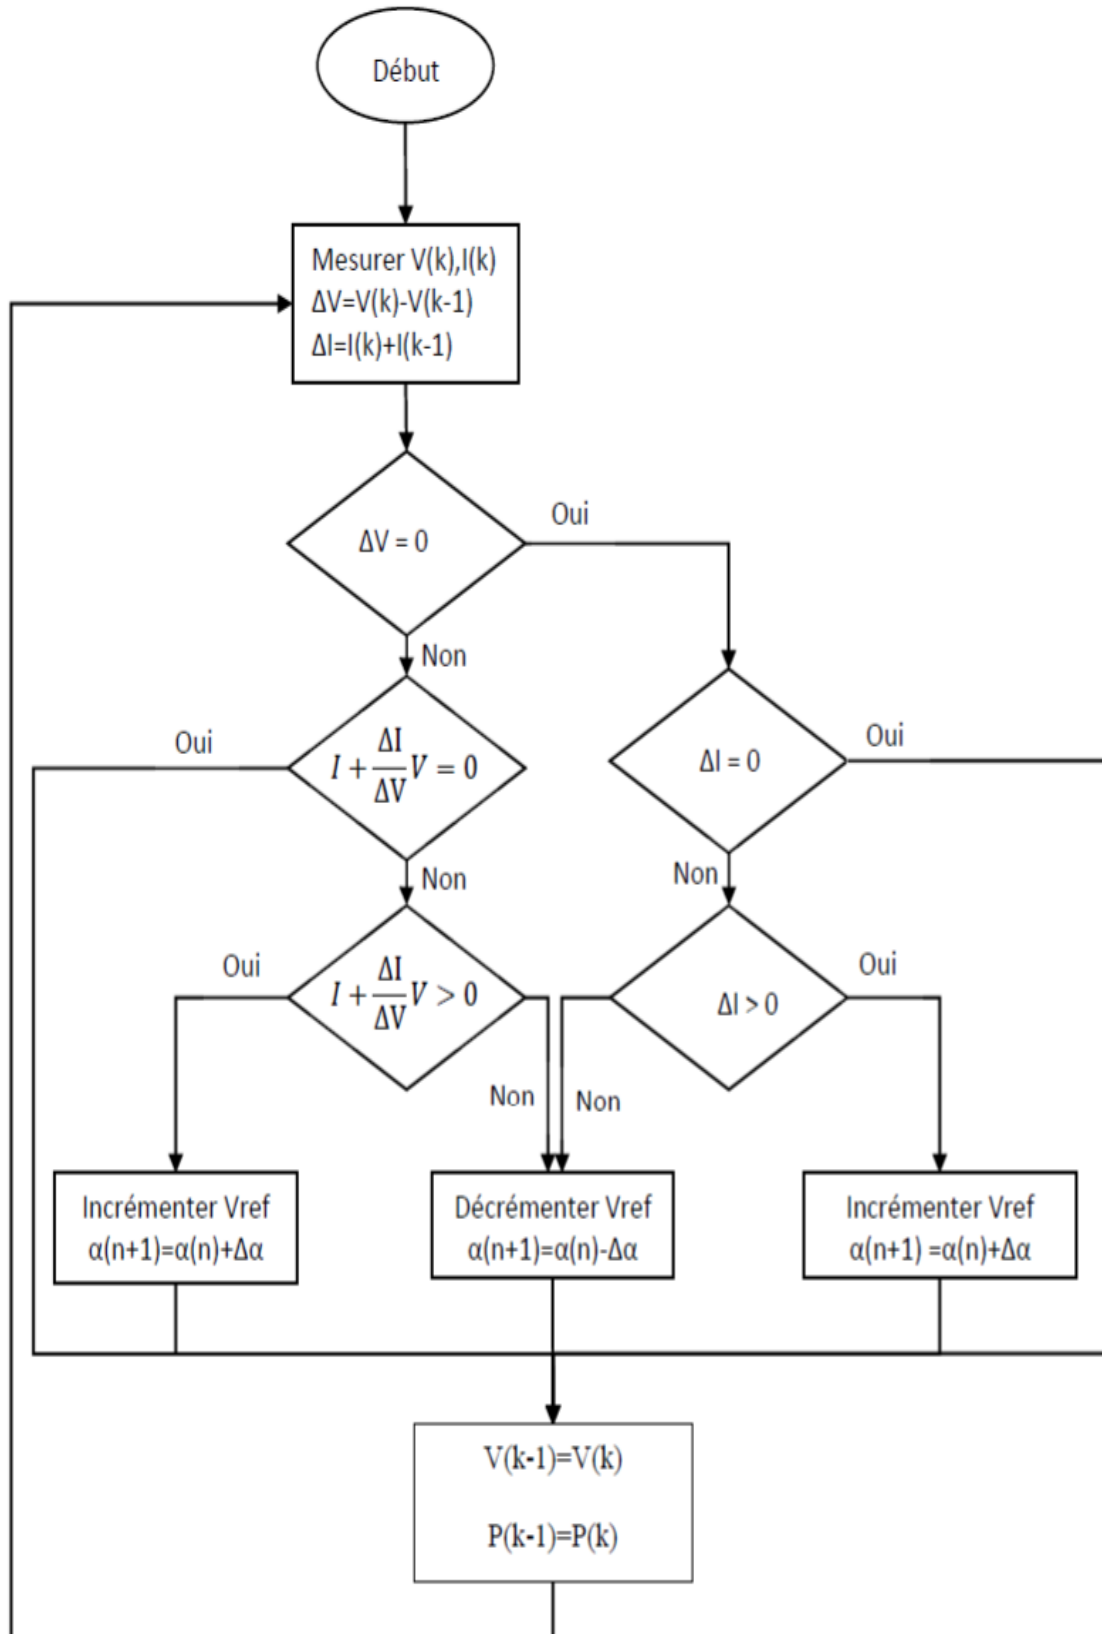 Début
Mesurer V(k),I(k)
ΔV=V(k)-V(k-1)
ΔI=I(k)+I(k-1)
ΔV = 0
Oui
Non
I + ΔI/ΔV V = 0
Oui
ΔI = 0
Oui
Non
Non
I + ΔI/ΔV V > 0
Oui
ΔI > 0
Oui
Non
Non
Incrémenter Vref
α(n+1)=α(n)+Δα
Décrémenter Vref
α(n+1)=α(n)-Δα
Incrémenter Vref
α(n+1) =α(n)+Δα
V(k-1)=V(k)
P(k-1)=P(k)